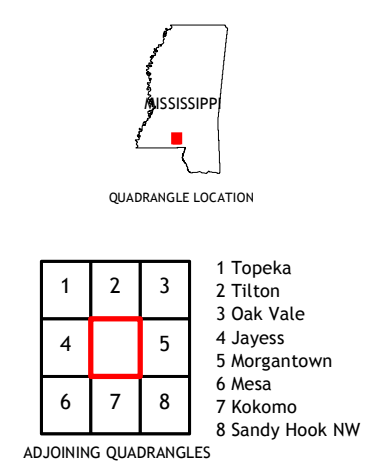 MISSISSIPPI
QUADRANGLE LOCATION
1 2 3
4 5
6 7 8
1 Topeka
2 Tilton
3 Oak Vale
4 Jayess
5 Morgantown
6 Mesa
7 Kokomo
8 Sandy Hook NW
ADJOINING QUADRANGLES